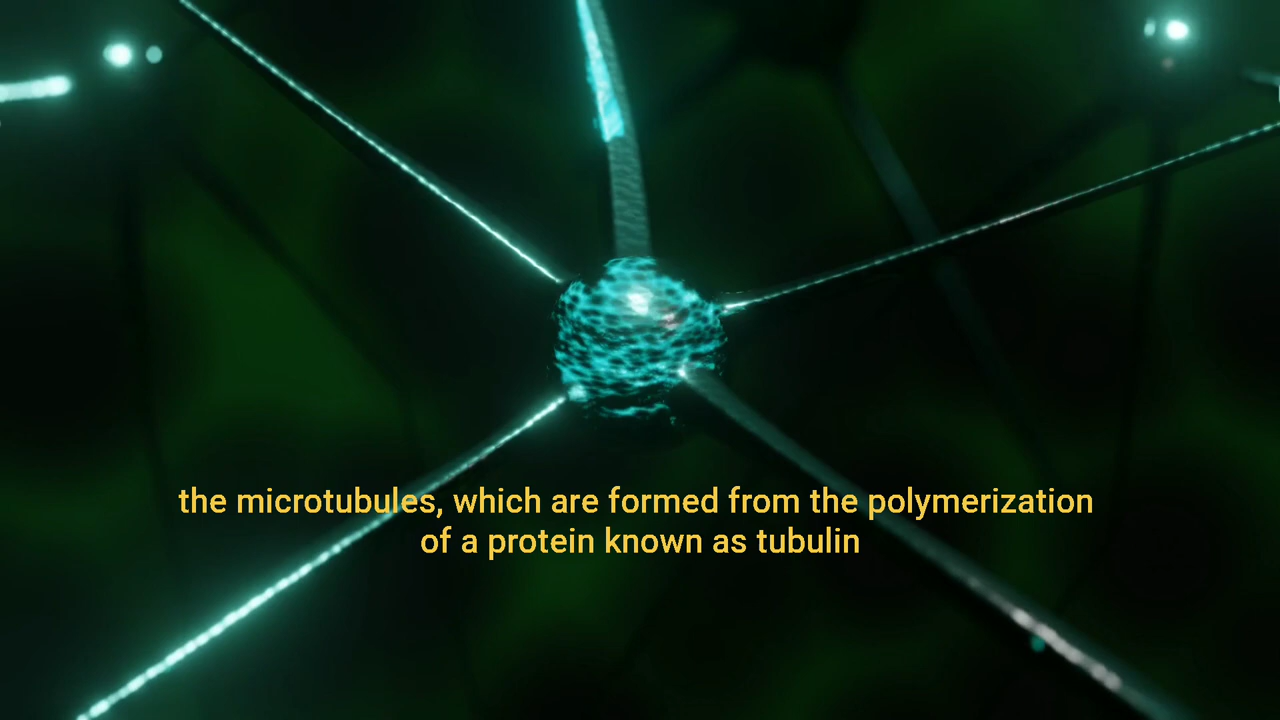 the microtubules, which are formed from the polymerization
of a protein known as tubulin